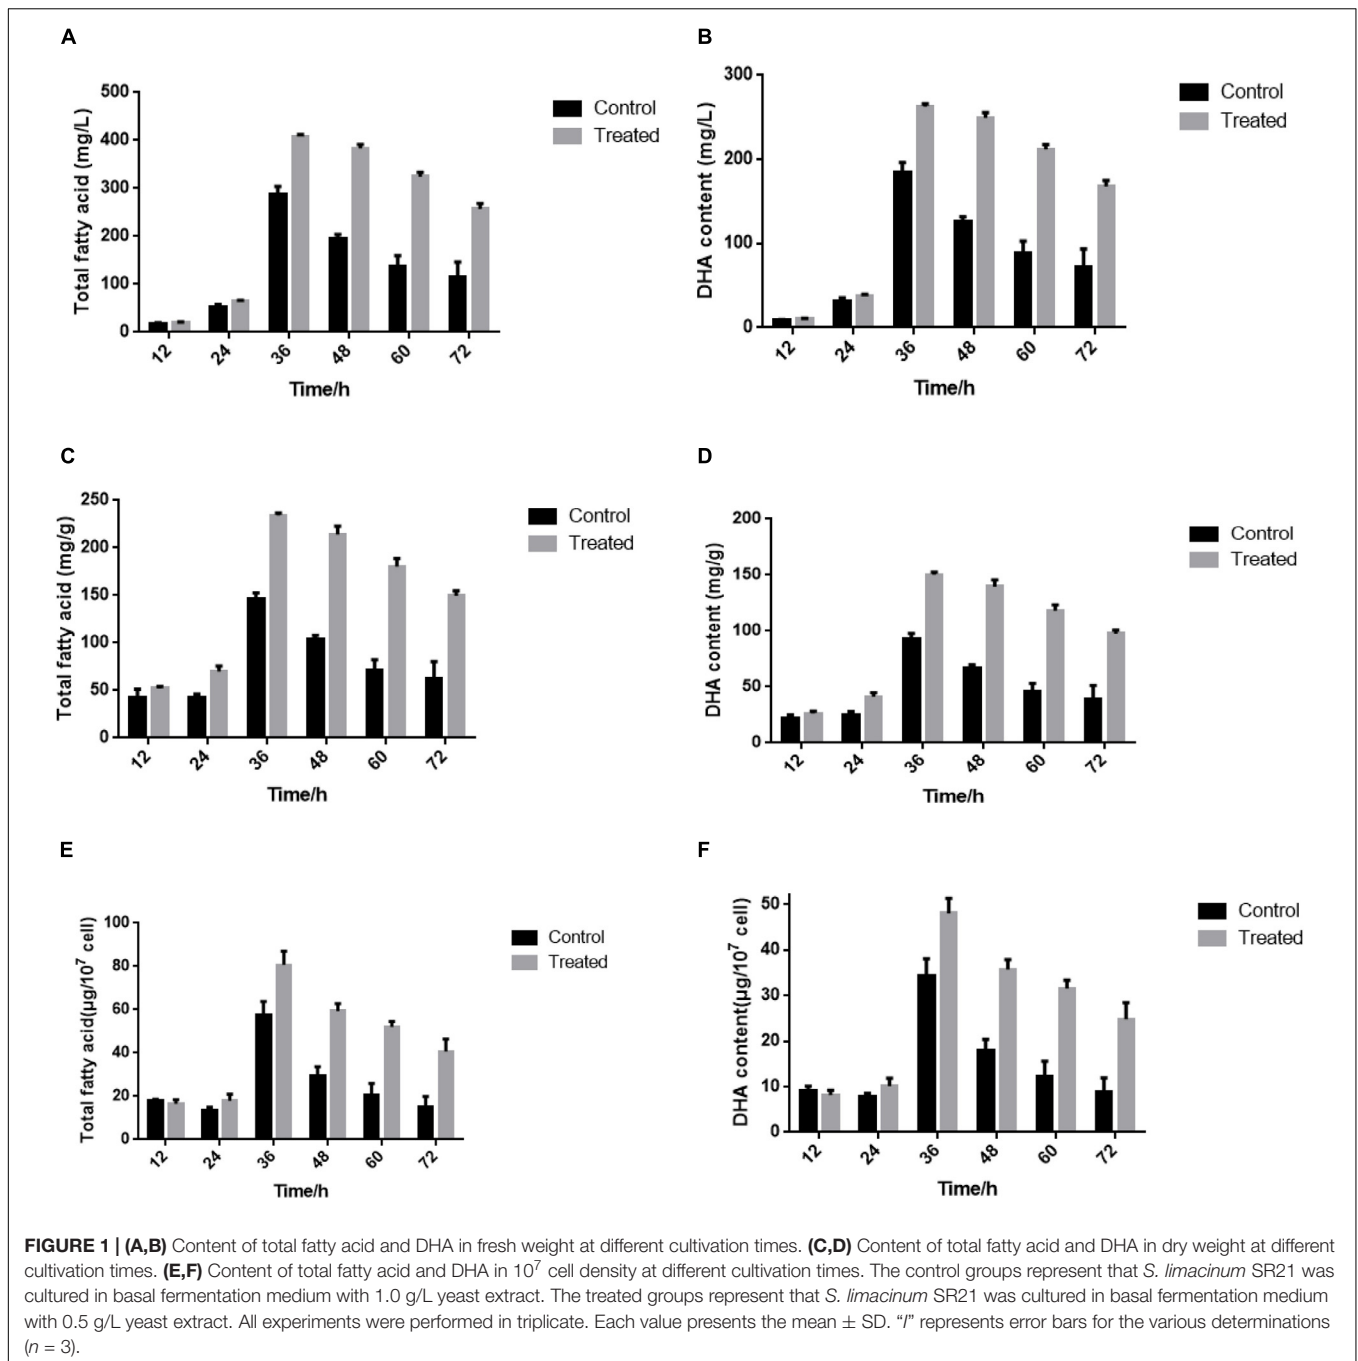 A
Total fatty acid (mg/L)
500
400
300
200
100
0
12 24 36 48 60 72
Time/h
Control
Treated
B
DHA content (mg/L)
300
200
100
0
12 24 36 48 60 72
Time/h
Control
Treated
C
Total fatty acid (mg/g)
250
200
150
100
50
0
12 24 36 48 60 72
Time/h
Control
Treated
D
DHA content (mg/g)
200
150
100
50
0
12 24 36 48 60 72
Time/h
Control
Treated
E
Total fatty acid(µg/10⁷ cell)
100
80
60
40
20
0
12 24 36 48 60 72
Time/h
Control
Treated
F
DHA content(µg/10⁷ cell)
50
40
30
20
10
0
12 24 36 48 60 72
Time/h
Control
Treated
FIGURE 1 | (A,B) Content of total fatty acid and DHA in fresh weight at different cultivation times. (C,D) Content of total fatty acid and DHA in dry weight at different
cultivation times. (E,F) Content of total fatty acid and DHA in 10⁷ cell density at different cultivation times. The control groups represent that S. limacinum SR21 was
cultured in basal fermentation medium with 1.0 g/L yeast extract. The treated groups represent that S. limacinum SR21 was cultured in basal fermentation medium
with 0.5 g/L yeast extract. All experiments were performed in triplicate. Each value presents the mean ± SD. “I” represents error bars for the various determinations
(n = 3).